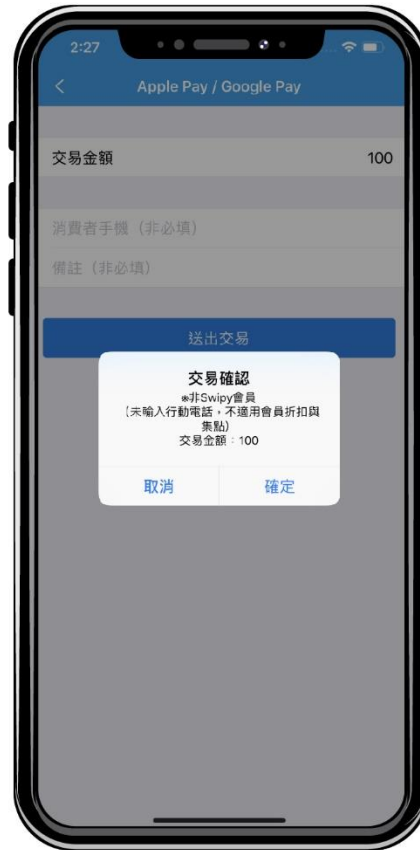 2:27
Apple Pay / Google Pay
交易金額 100
消費者手機（非必填）
備註（非必填）
送出交易
交易確認
※非Swipy會員
(未輸入行動電話，不適用會員折扣與
集點)
交易金額：100
取消 確定